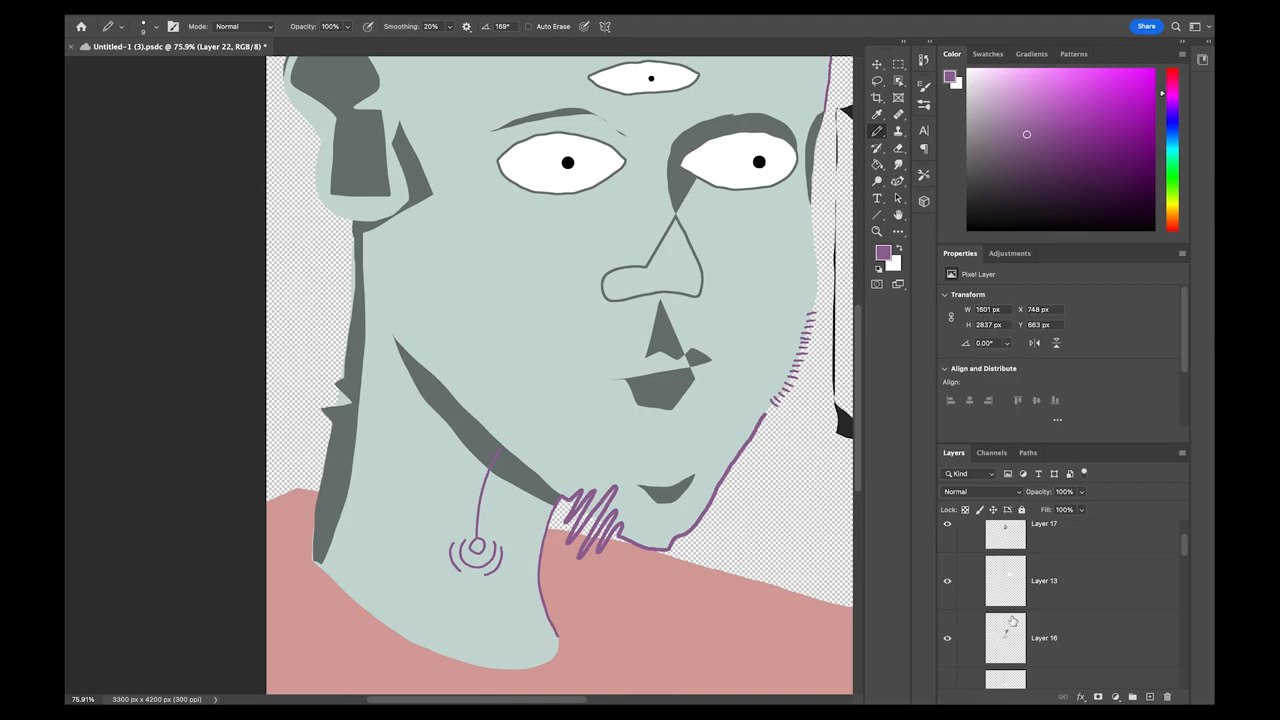 9 Mode: Normal Opacity: 100% Smoothing: 20% 169° Auto Erase Share
× Untitled-1 (3).psdc @ 75.9% (Layer 22, RGB/8) *
Color Swatches Gradients Patterns
Properties Adjustments
Pixel Layer
Transform
W 1601 px X 748 px
H 2837 px Y 663 px
0.00°
Align and Distribute
Align:
Layers Channels Paths
Kind
Normal Opacity: 100%
Lock: Fill: 100%
Layer 17
Layer 13
Layer 16
75.91% 3300 px x 4200 px (300 ppi)